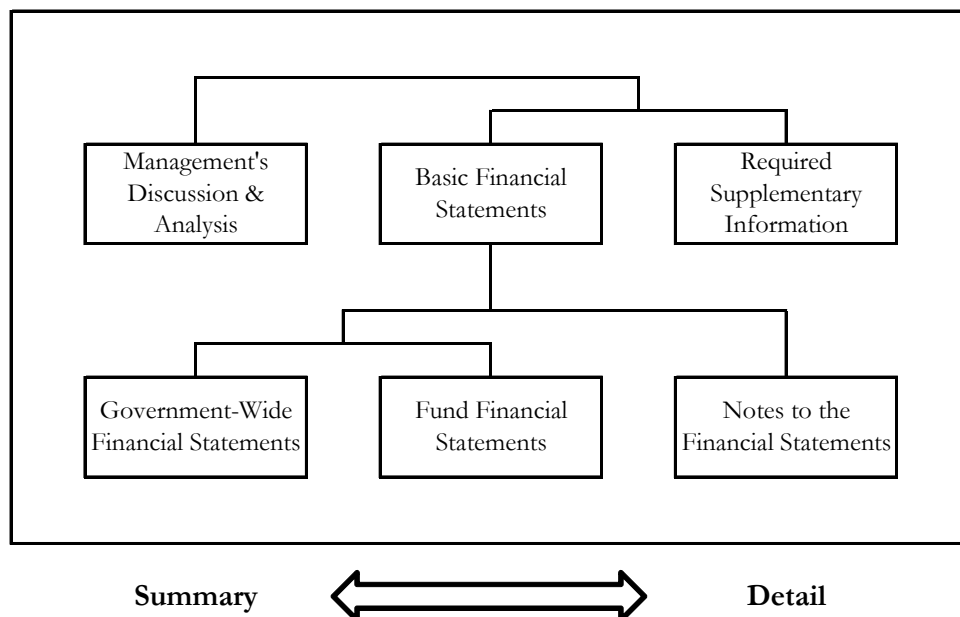 Management's
Discussion &
Analysis
Basic Financial
Statements
Required
Supplementary
Information
Government-Wide
Financial Statements
Fund Financial
Statements
Notes to the
Financial Statements
Summary
Detail